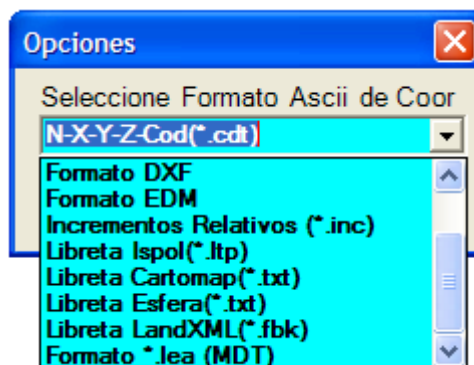 Opciones
Seleccione Formato Ascii de Coor
N-X-Y-Z-Cod(*.cdt)
Formato DXF
Formato EDM
Incrementos Relativos (*.inc)
Libreta Ispol(*.ltp)
Libreta Cartomap(*.txt)
Libreta Esfera(*.txt)
Libreta LandXML(*.fbk)
Formato *.lea (MDT)